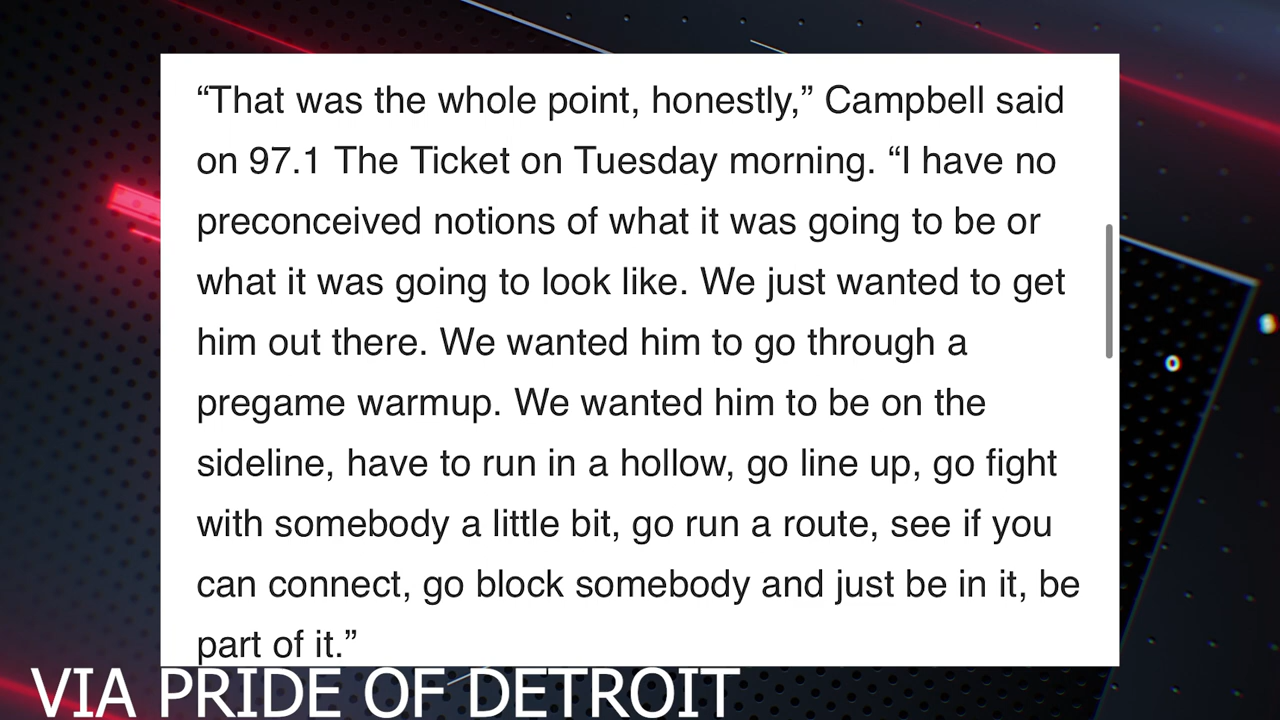 “That was the whole point, honestly,” Campbell said
on 97.1 The Ticket on Tuesday morning. “I have no
preconceived notions of what it was going to be or
what it was going to look like. We just wanted to get
him out there. We wanted him to go through a
pregame warmup. We wanted him to be on the
sideline, have to run in a hollow, go line up, go fight
with somebody a little bit, go run a route, see if you
can connect, go block somebody and just be in it, be
part of it.”
VIA PRIDE OF DETROIT